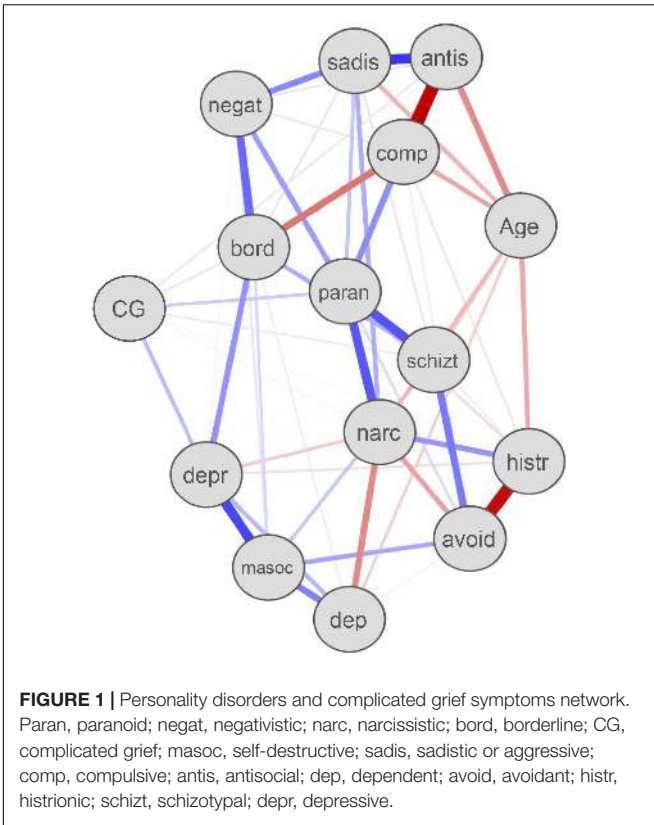 sadis
antis
negat
comp
Age
bord
paran
CG
schizt
narc
histr
depr
avoid
masoc
dep
FIGURE 1 | Personality disorders and complicated grief symptoms network.
Paran, paranoid; negat, negativistic; narc, narcissistic; bord, borderline; CG,
complicated grief; masoc, self-destructive; sadis, sadistic or aggressive;
comp, compulsive; antis, antisocial; dep, dependent; avoid, avoidant; histr,
histrionic; schizt, schizotypal; depr, depressive.